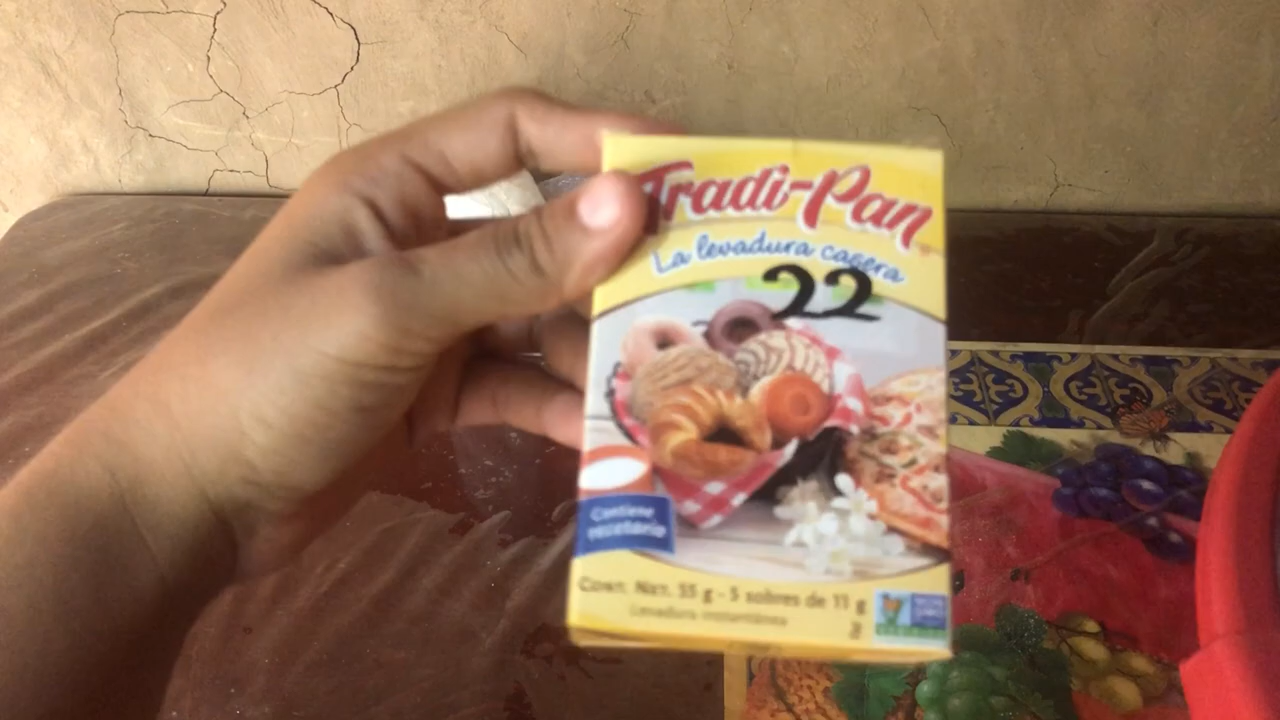 Tradi-Pan
La levadura casera
22
Contiene
recetario
CONT. NET. 55 g - 5 sobres de 11 g
Levadura instantánea